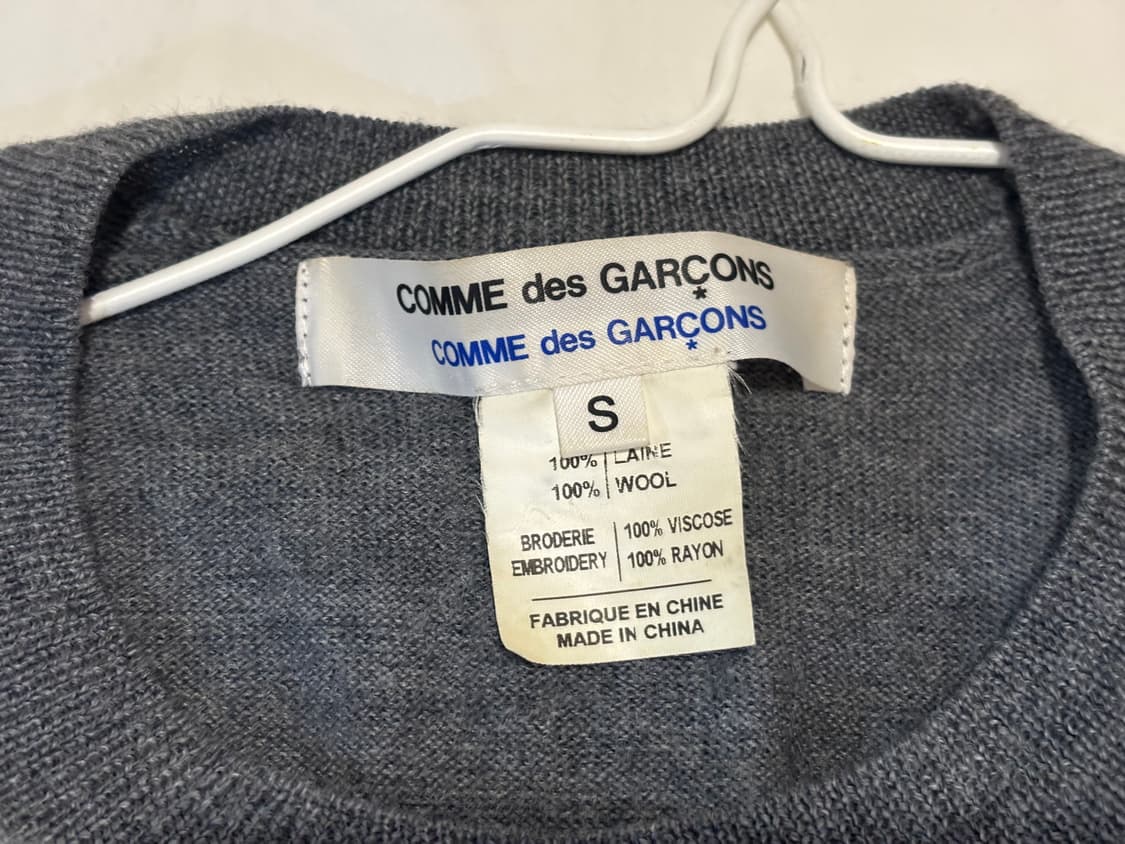 COMME des GARÇONS
*
COMME des GARÇONS
*
S
100% | LAINE
100% | WOOL
BRODERIE | 100% VISCOSE
EMBROIDERY | 100% RAYON
FABRIQUE EN CHINE
MADE IN CHINA